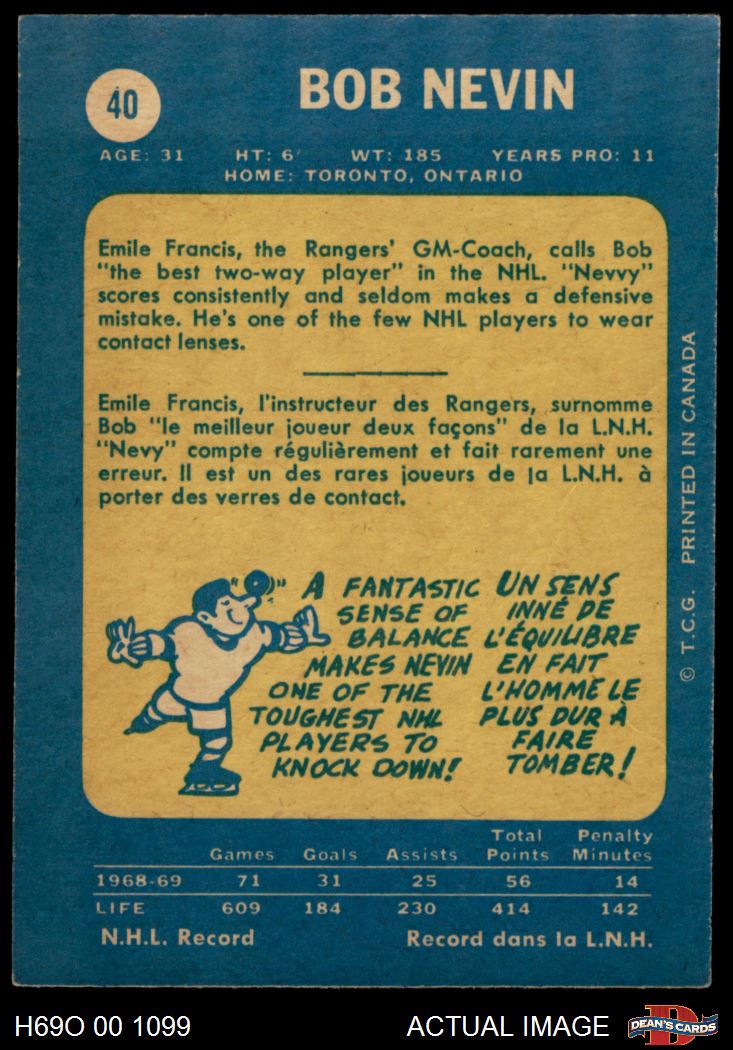 40
BOB NEVIN
AGE: 31 HT: 6' WT: 185 YEARS PRO: 11
HOME: TORONTO, ONTARIO
Emile Francis, the Rangers' GM-Coach, calls Bob
"the best two-way player" in the NHL. "Nevvy"
scores consistently and seldom makes a defensive
mistake. He's one of the few NHL players to wear
contact lenses.
Emile Francis, l'instructeur des Rangers, surnomme
Bob "le meilleur joueur deux façons" de la L.N.H.
"Nevy" compte régulièrement et fait rarement une
erreur. Il est un des rares joueurs de la L.N.H. à
porter des verres de contact.
A FANTASTIC
SENSE OF
BALANCE
MAKES NEVIN
ONE OF THE
TOUGHEST NHL
PLAYERS TO
KNOCK DOWN!
UN SENS
INNÉ DE
L'ÉQUILIBRE
EN FAIT
L'HOMME LE
PLUS DUR À
FAIRE
TOMBER!
© T.C.G. PRINTED IN CANADA
Total Penalty
Games Goals Assists Points Minutes
1968-69 71 31 25 56 14
LIFE 609 184 230 414 142
N.H.L. Record Record dans la L.N.H.
H69O 00 1099 ACTUAL IMAGE
D
DEAN'S CARDS